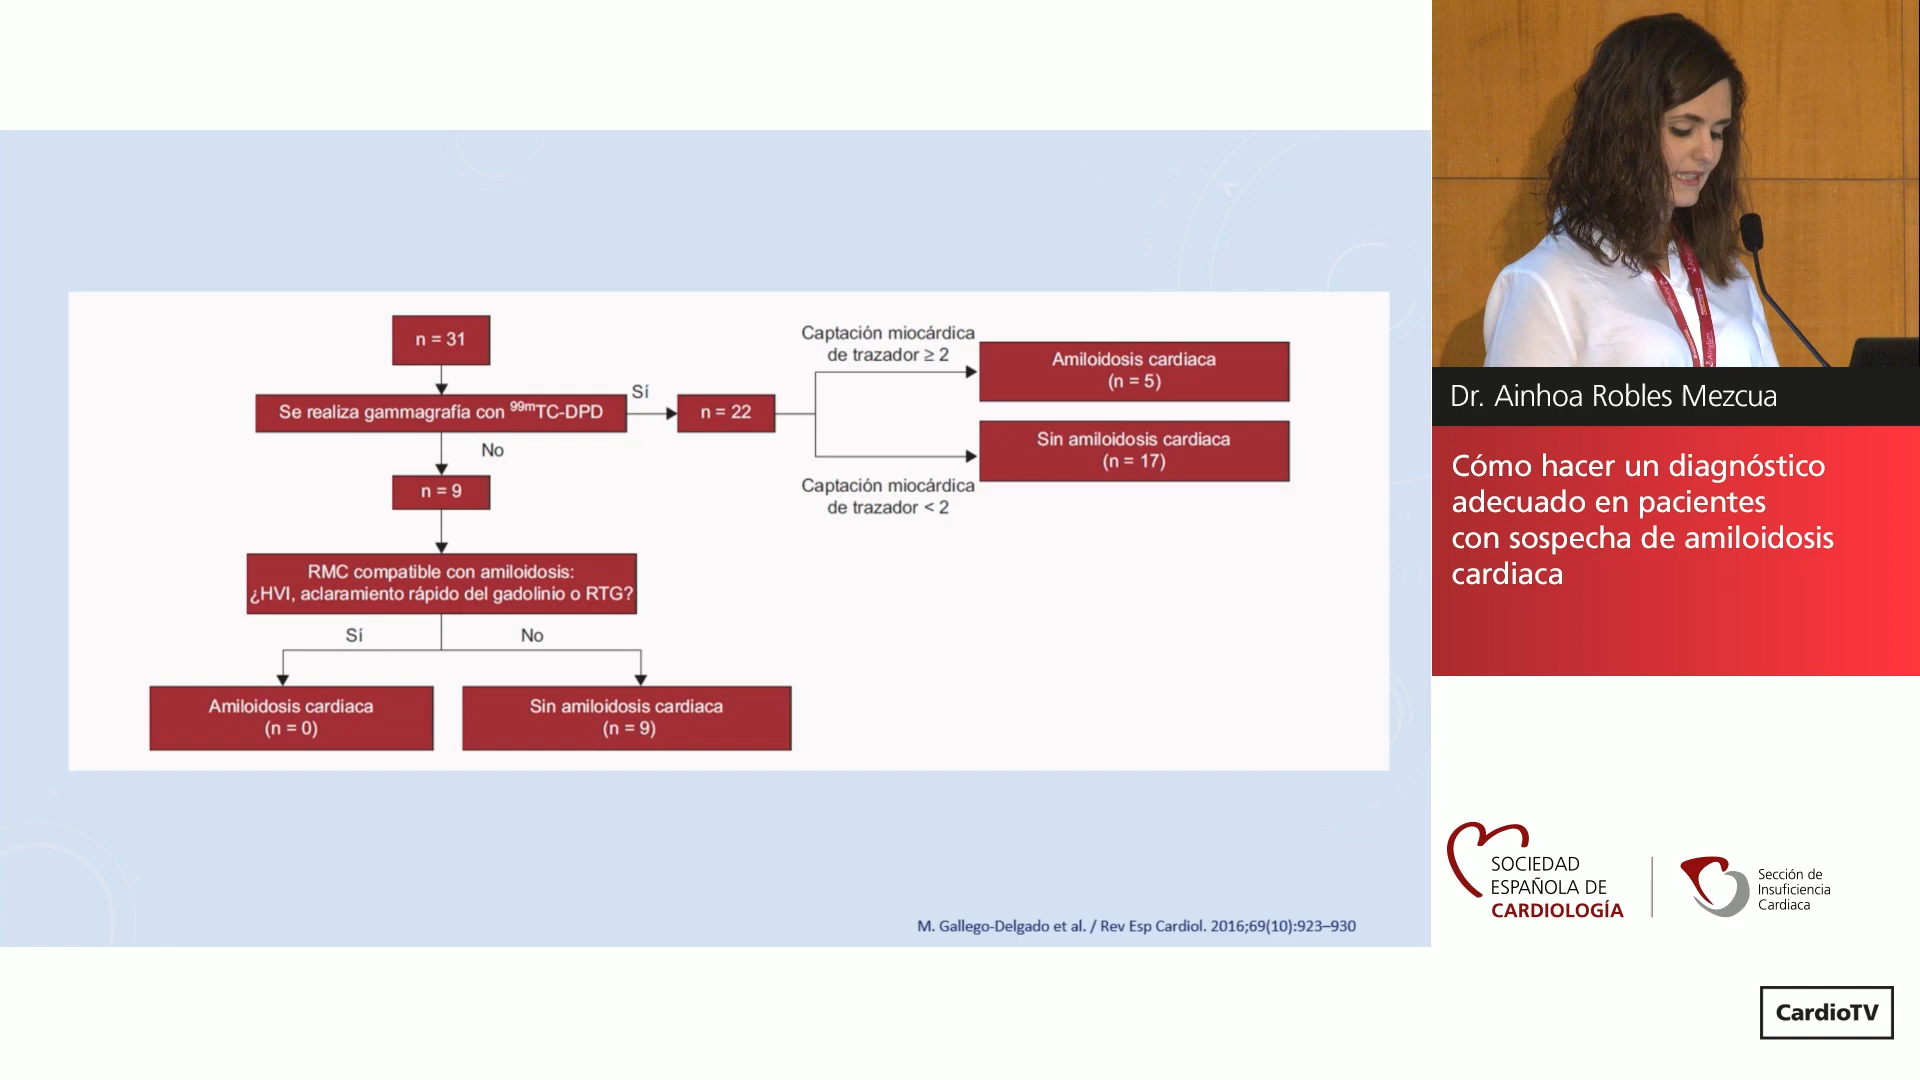 n = 31
Se realiza gammagrafía con 99mTC-DPD
Sí
n = 22
Captación miocárdica
de trazador ≥ 2
Amiloidosis cardiaca
(n = 5)
Sin amiloidosis cardiaca
(n = 17)
Captación miocárdica
de trazador < 2
No
n = 9
RMC compatible con amiloidosis:
¿HVI, aclaramiento rápido del gadolinio o RTG?
Sí
No
Amiloidosis cardiaca
(n = 0)
Sin amiloidosis cardiaca
(n = 9)
M. Gallego-Delgado et al. / Rev Esp Cardiol. 2016;69(10):923–930
Dr. Ainhoa Robles Mezcua
Cómo hacer un diagnóstico
adecuado en pacientes
con sospecha de amiloidosis
cardiaca
SOCIEDAD
ESPAÑOLA DE
CARDIOLOGÍA
Sección de
Insuficiencia
Cardiaca
CardioTV